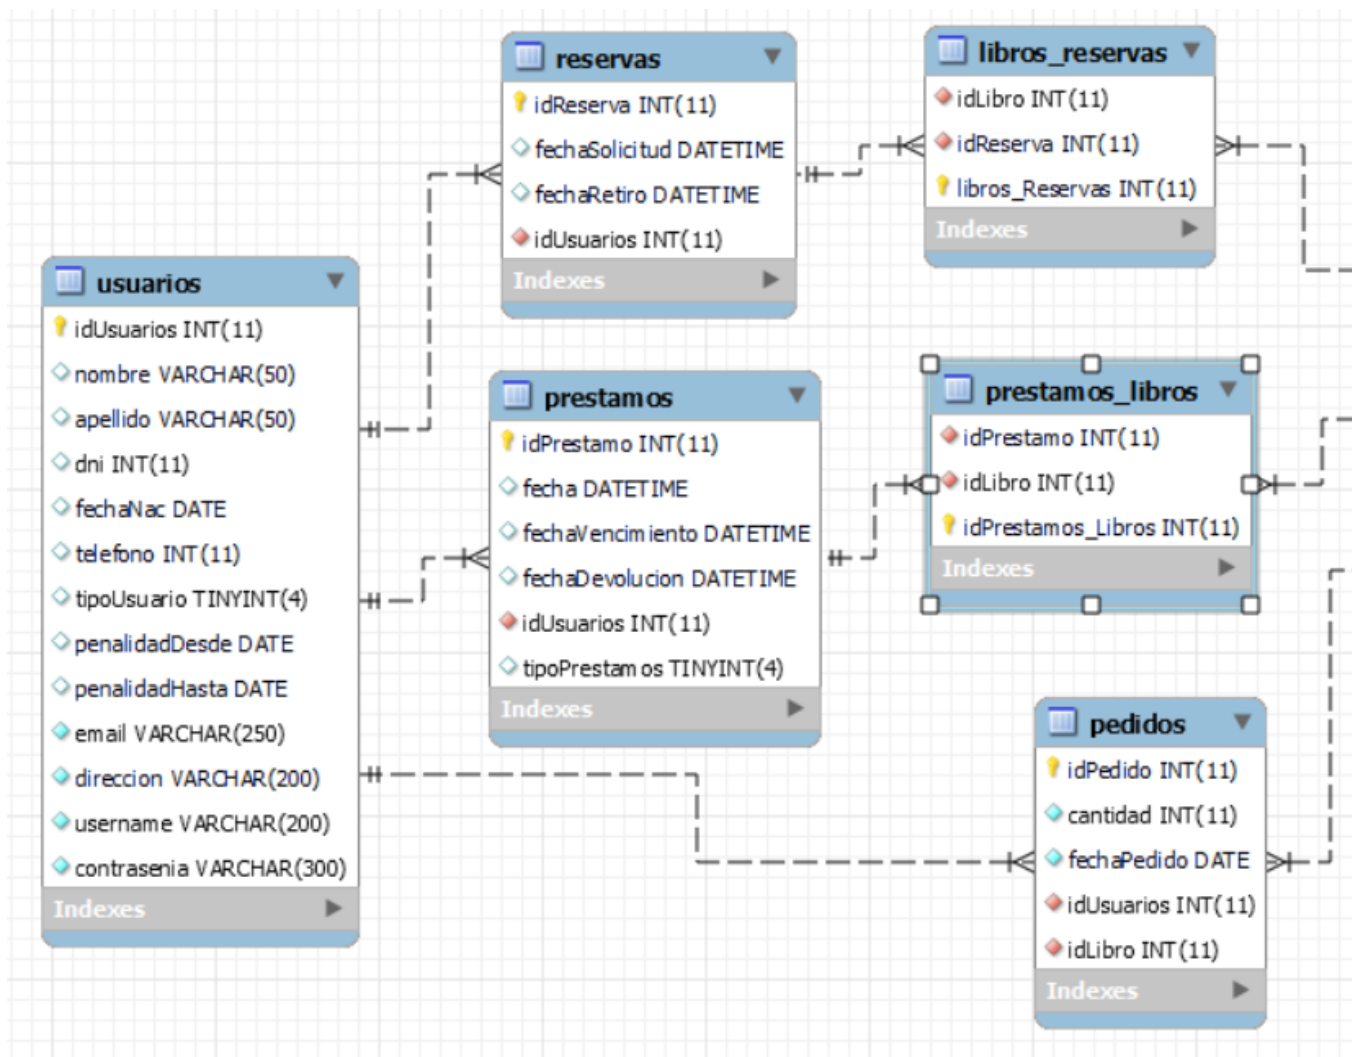 reservas
idReserva INT(11)
fechaSolicitud DATETIME
fechaRetiro DATETIME
idUsuarios INT(11)
Indexes
libros_reservas
idLibro INT(11)
idReserva INT(11)
libros_Reservas INT(11)
Indexes
usuarios
idUsuarios INT(11)
nombre VARCHAR(50)
apellido VARCHAR(50)
dni INT(11)
fechaNac DATE
telefono INT(11)
tipoUsuario TINYINT(4)
penalidadDesde DATE
penalidadHasta DATE
email VARCHAR(250)
direccion VARCHAR(200)
username VARCHAR(200)
contrasenia VARCHAR(300)
Indexes
prestamos
idPrestamo INT(11)
fecha DATETIME
fechaVencimiento DATETIME
fechaDevolucion DATETIME
idUsuarios INT(11)
tipoPrestamos TINYINT(4)
Indexes
prestamos_libros
idPrestamo INT(11)
idLibro INT(11)
idPrestamos_Libros INT(11)
Indexes
pedidos
idPedido INT(11)
cantidad INT(11)
fechaPedido DATE
idUsuarios INT(11)
idLibro INT(11)
Indexes